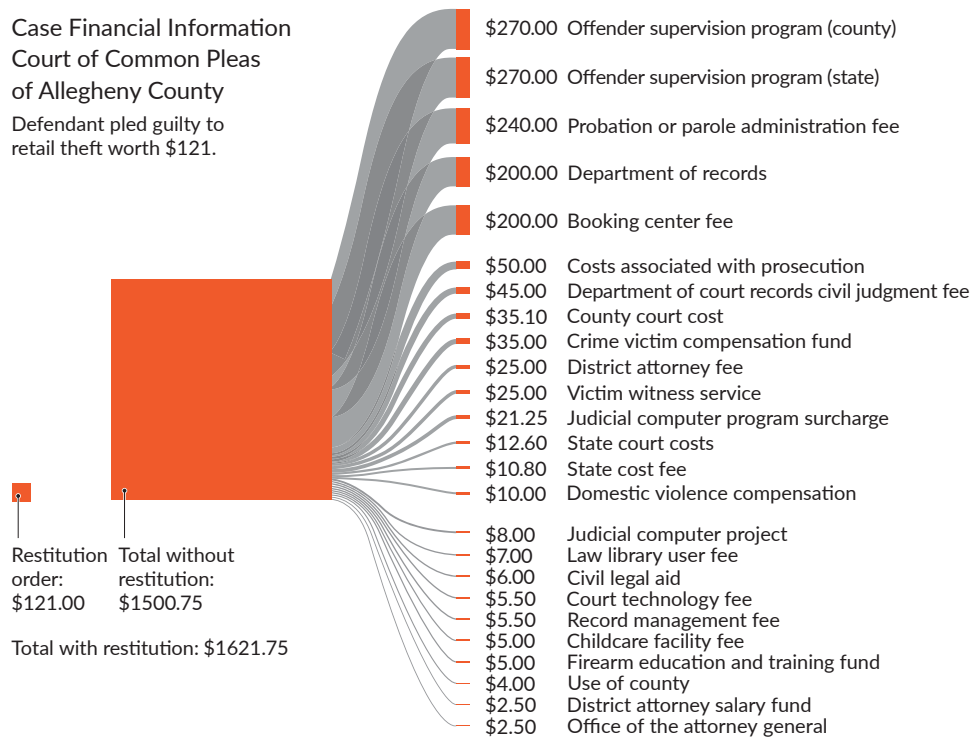 Case Financial Information
Court of Common Pleas
of Allegheny County
Defendant pled guilty to
retail theft worth $121.
$270.00 Offender supervision program (county)
$270.00 Offender supervision program (state)
$240.00 Probation or parole administration fee
$200.00 Department of records
$200.00 Booking center fee
$50.00 Costs associated with prosecution
$45.00 Department of court records civil judgment fee
$35.10 County court cost
$35.00 Crime victim compensation fund
$25.00 District attorney fee
$25.00 Victim witness service
$21.25 Judicial computer program surcharge
$12.60 State court costs
$10.80 State cost fee
$10.00 Domestic violence compensation
$8.00 Judicial computer project
$7.00 Law library user fee
$6.00 Civil legal aid
$5.50 Court technology fee
$5.50 Record management fee
$5.00 Childcare facility fee
$5.00 Firearm education and training fund
$4.00 Use of county
$2.50 District attorney salary fund
$2.50 Office of the attorney general
Restitution
order:
$121.00
Total without
restitution:
$1500.75
Total with restitution: $1621.75